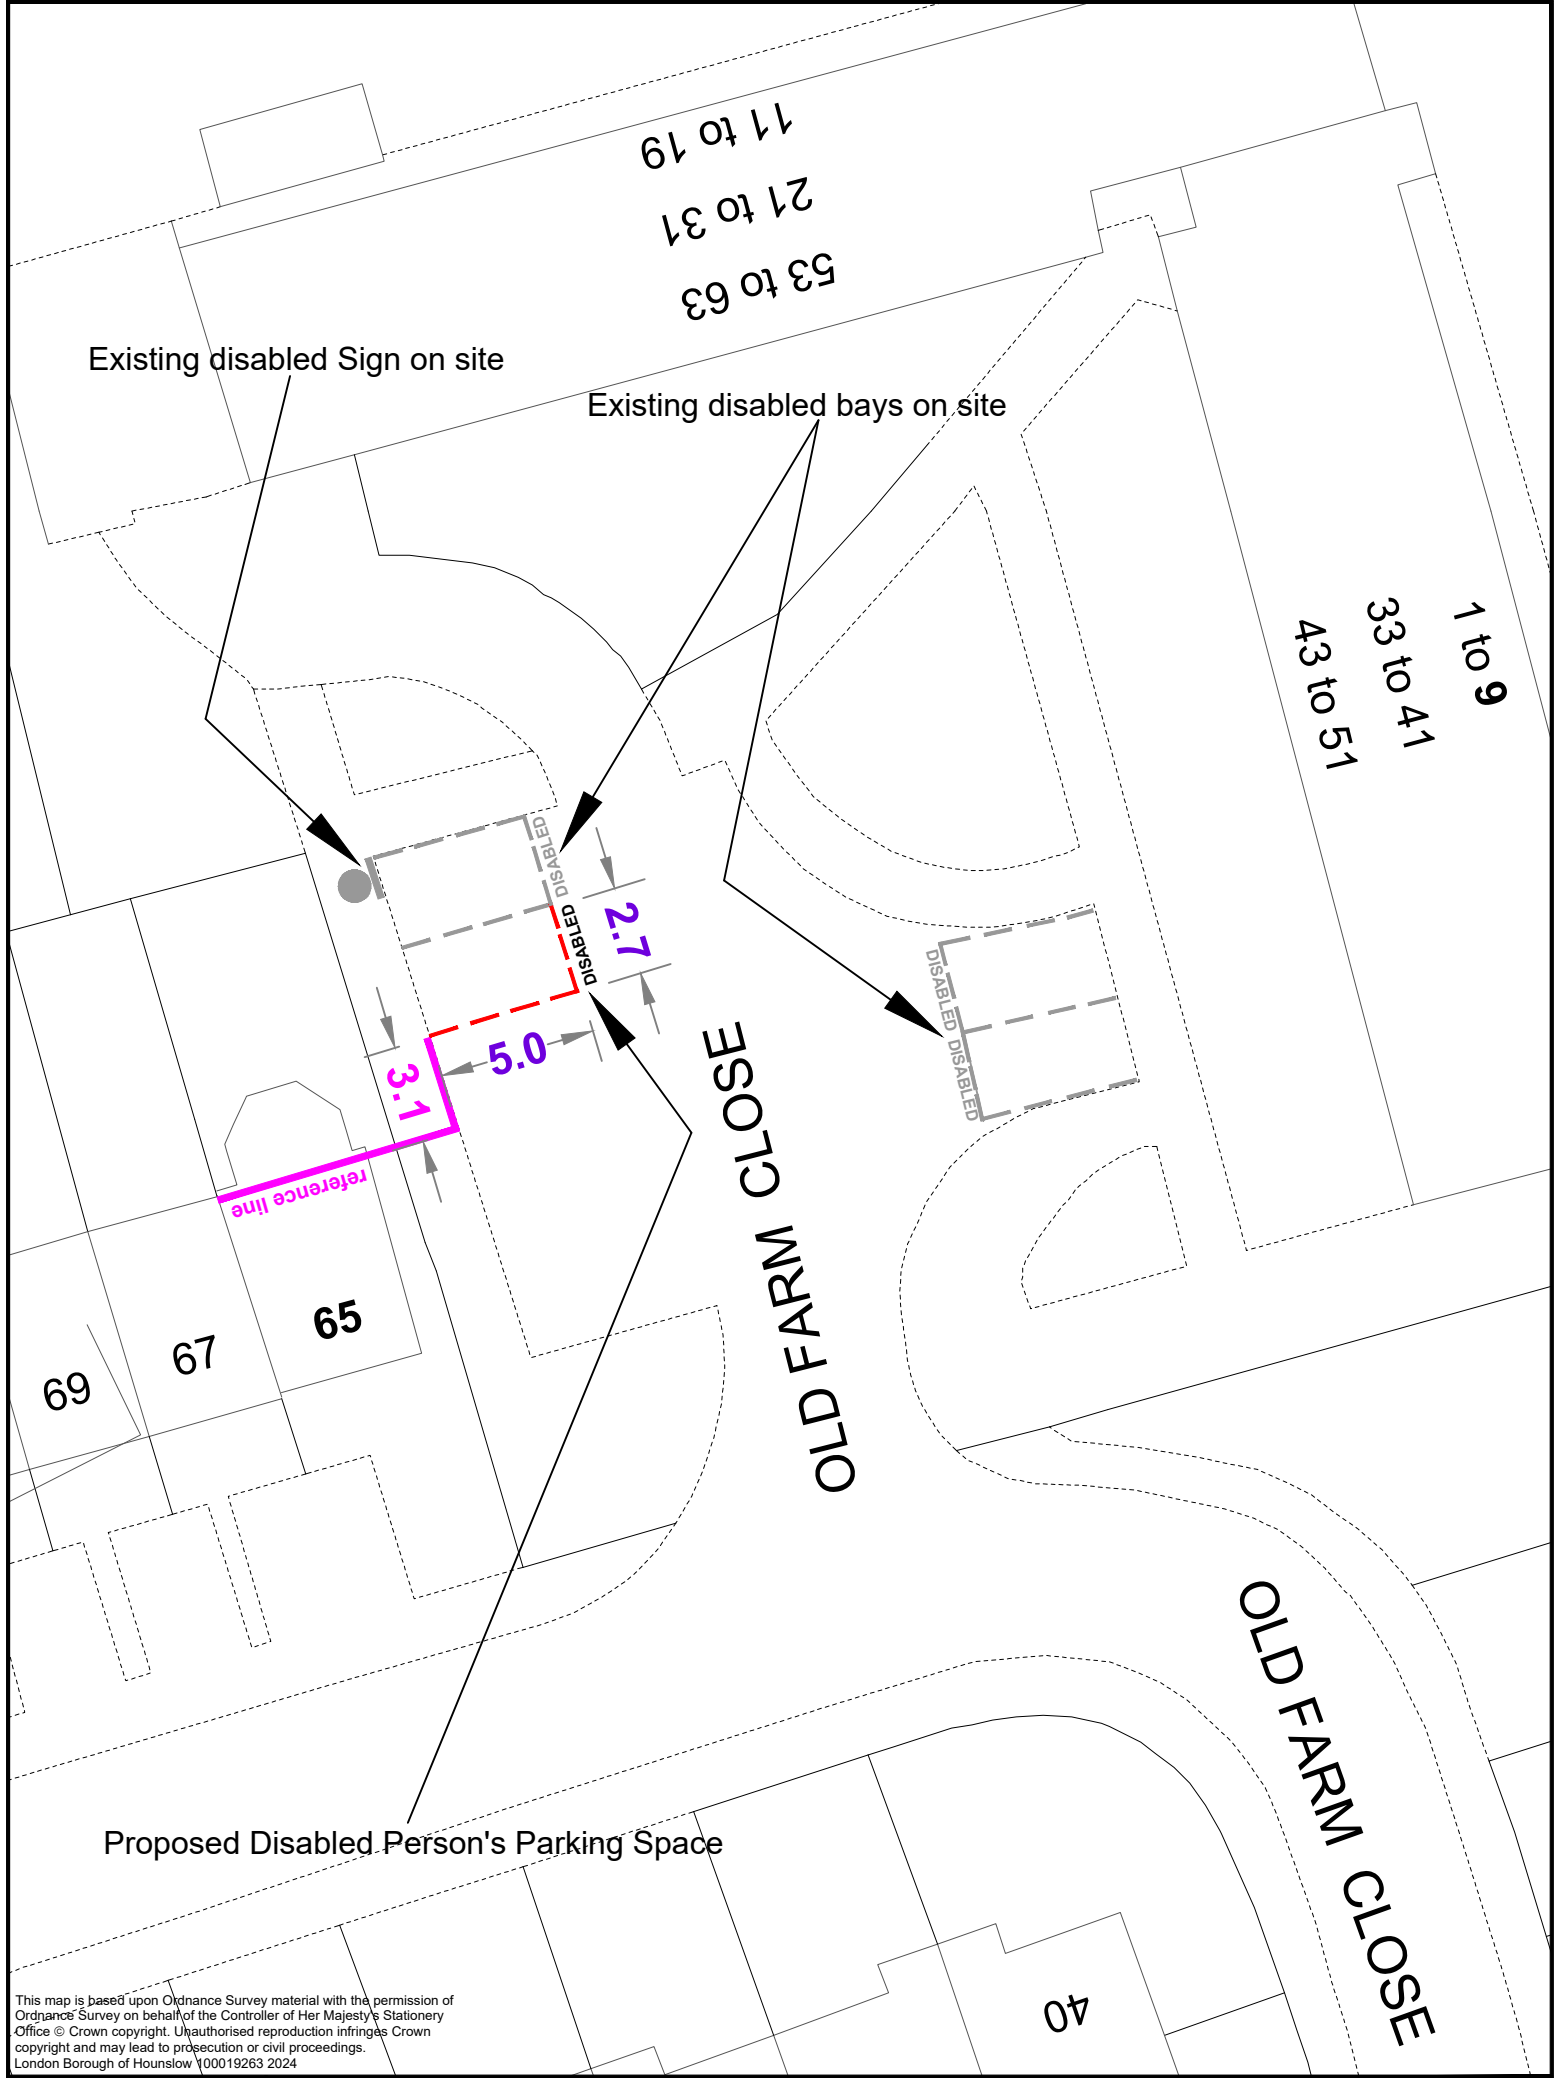 11 to 19
21 to 31
53 to 63
Existing disabled Sign on site
Existing disabled bays on site
1 to 9
33 to 41
43 to 51
DISABLED
DISABLED
DISABLED
2.7
DISABLED
DISABLED
5.0
3.1
reference line
OLD FARM CLOSE
65
67
69
OLD FARM CLOSE
Proposed Disabled Person's Parking Space
40
This map is based upon Ordnance Survey material with the permission of
Ordnance Survey on behalf of the Controller of Her Majesty's Stationery
Office © Crown copyright. Unauthorised reproduction infringes Crown
copyright and may lead to prosecution or civil proceedings.
London Borough of Hounslow 100019263 2024